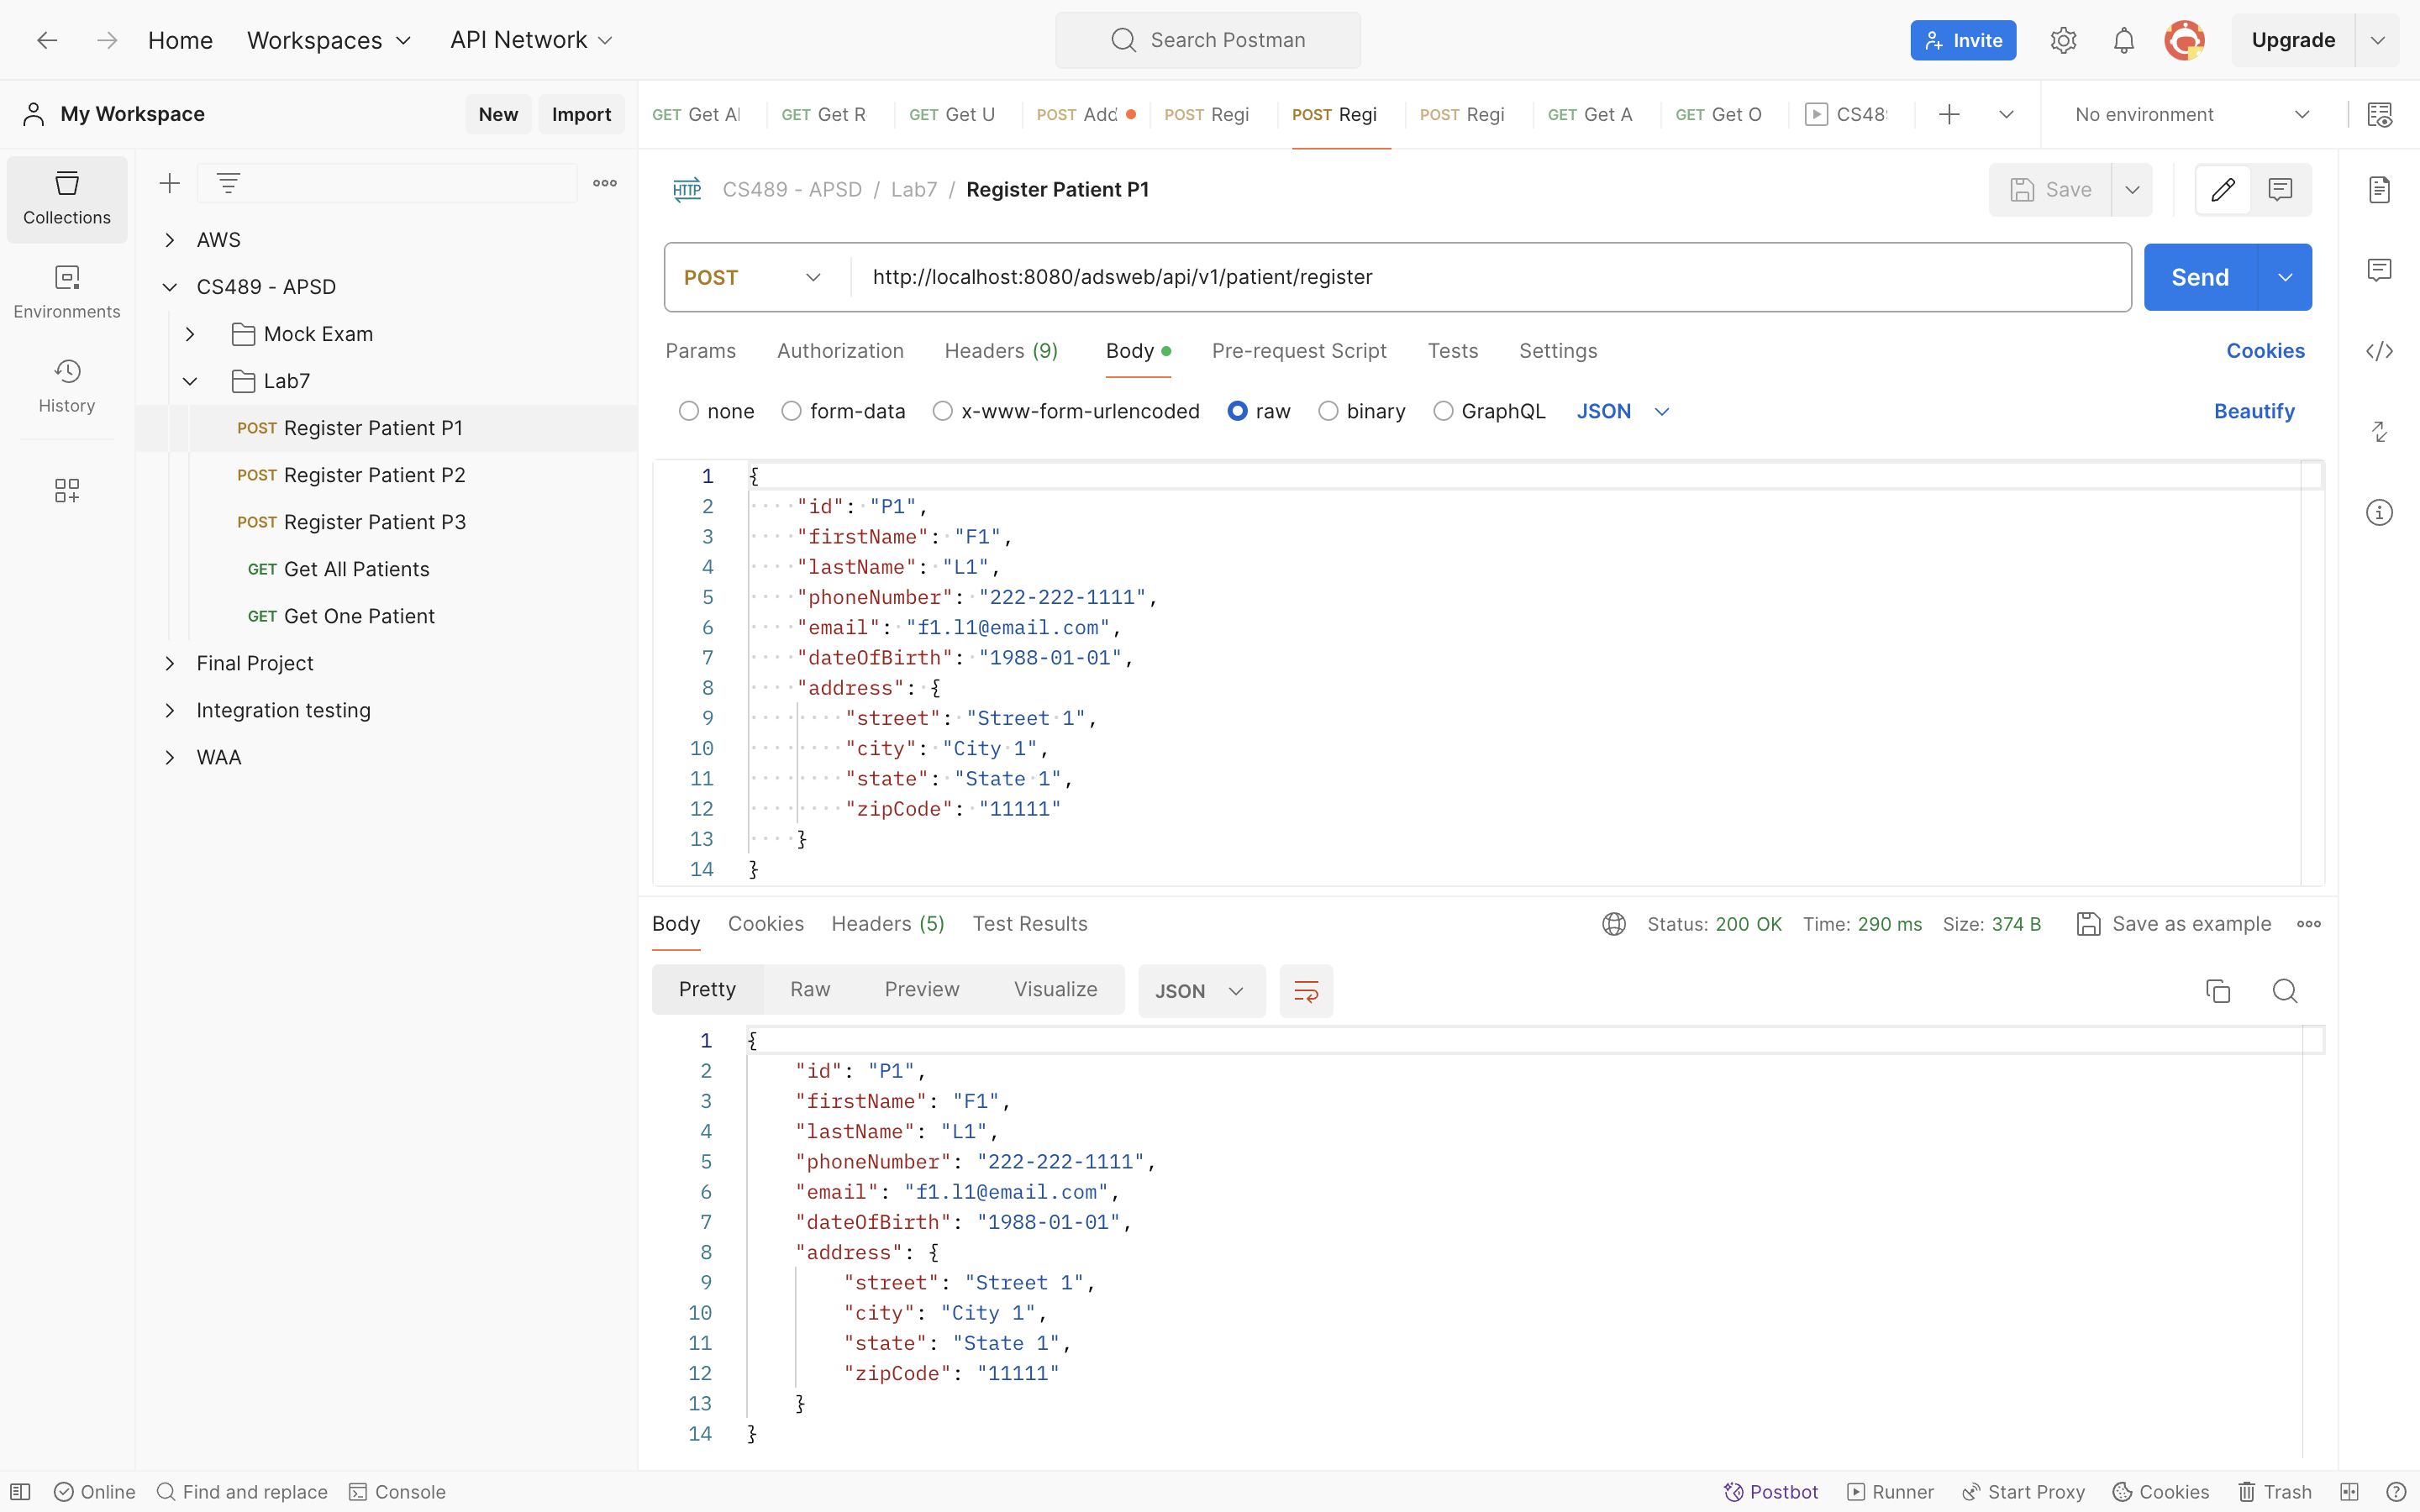 Home Workspaces API Network Search Postman Invite Upgrade
My Workspace New Import
GET Get Al GET Get R GET Get U POST Add POST Regi POST Regi POST Regi GET Get A GET Get O CS489 No environment
Collections
Environments
History
AWS
CS489 - APSD
Mock Exam
Lab7
POST Register Patient P1
POST Register Patient P2
POST Register Patient P3
GET Get All Patients
GET Get One Patient
Final Project
Integration testing
WAA
HTTP CS489 - APSD / Lab7 / Register Patient P1 Save
POST http://localhost:8080/adsweb/api/v1/patient/register Send
Params Authorization Headers (9) Body Pre-request Script Tests Settings Cookies
none form-data x-www-form-urlencoded raw binary GraphQL JSON Beautify
1 {
2 "id": "P1",
3 "firstName": "F1",
4 "lastName": "L1",
5 "phoneNumber": "222-222-1111",
6 "email": "f1.l1@email.com",
7 "dateOfBirth": "1988-01-01",
8 "address": {
9 "street": "Street 1",
10 "city": "City 1",
11 "state": "State 1",
12 "zipCode": "11111"
13 }
14 }
Body Cookies Headers (5) Test Results Status: 200 OK Time: 290 ms Size: 374 B Save as example
Pretty Raw Preview Visualize JSON
1 {
2 "id": "P1",
3 "firstName": "F1",
4 "lastName": "L1",
5 "phoneNumber": "222-222-1111",
6 "email": "f1.l1@email.com",
7 "dateOfBirth": "1988-01-01",
8 "address": {
9 "street": "Street 1",
10 "city": "City 1",
11 "state": "State 1",
12 "zipCode": "11111"
13 }
14 }
Online Find and replace Console Postbot Runner Start Proxy Cookies Trash